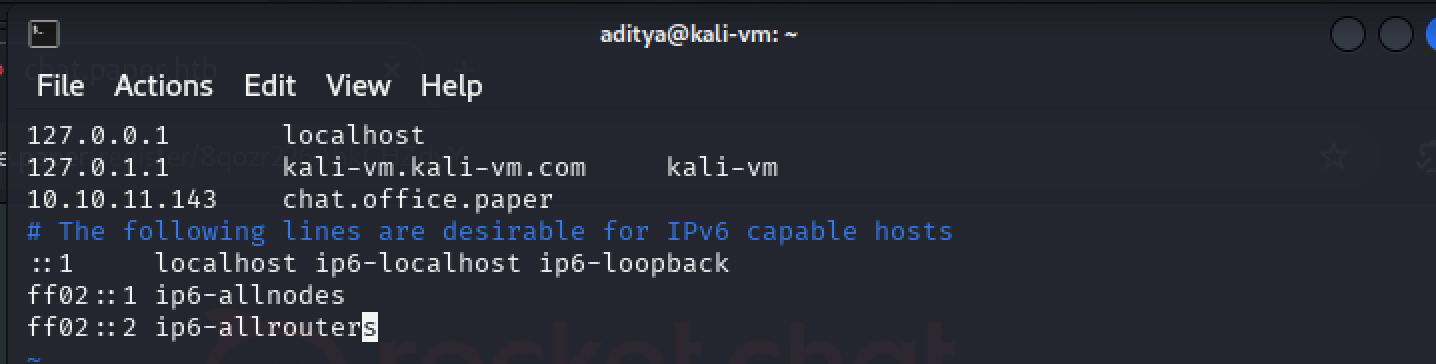 aditya@kali-vm: ~
File Actions Edit View Help
127.0.0.1 localhost
127.0.1.1 kali-vm.kali-vm.com kali-vm
10.10.11.143 chat.office.paper
# The following lines are desirable for IPv6 capable hosts
::1 localhost ip6-localhost ip6-loopback
ff02::1 ip6-allnodes
ff02::2 ip6-allrouters
~
rocket chat